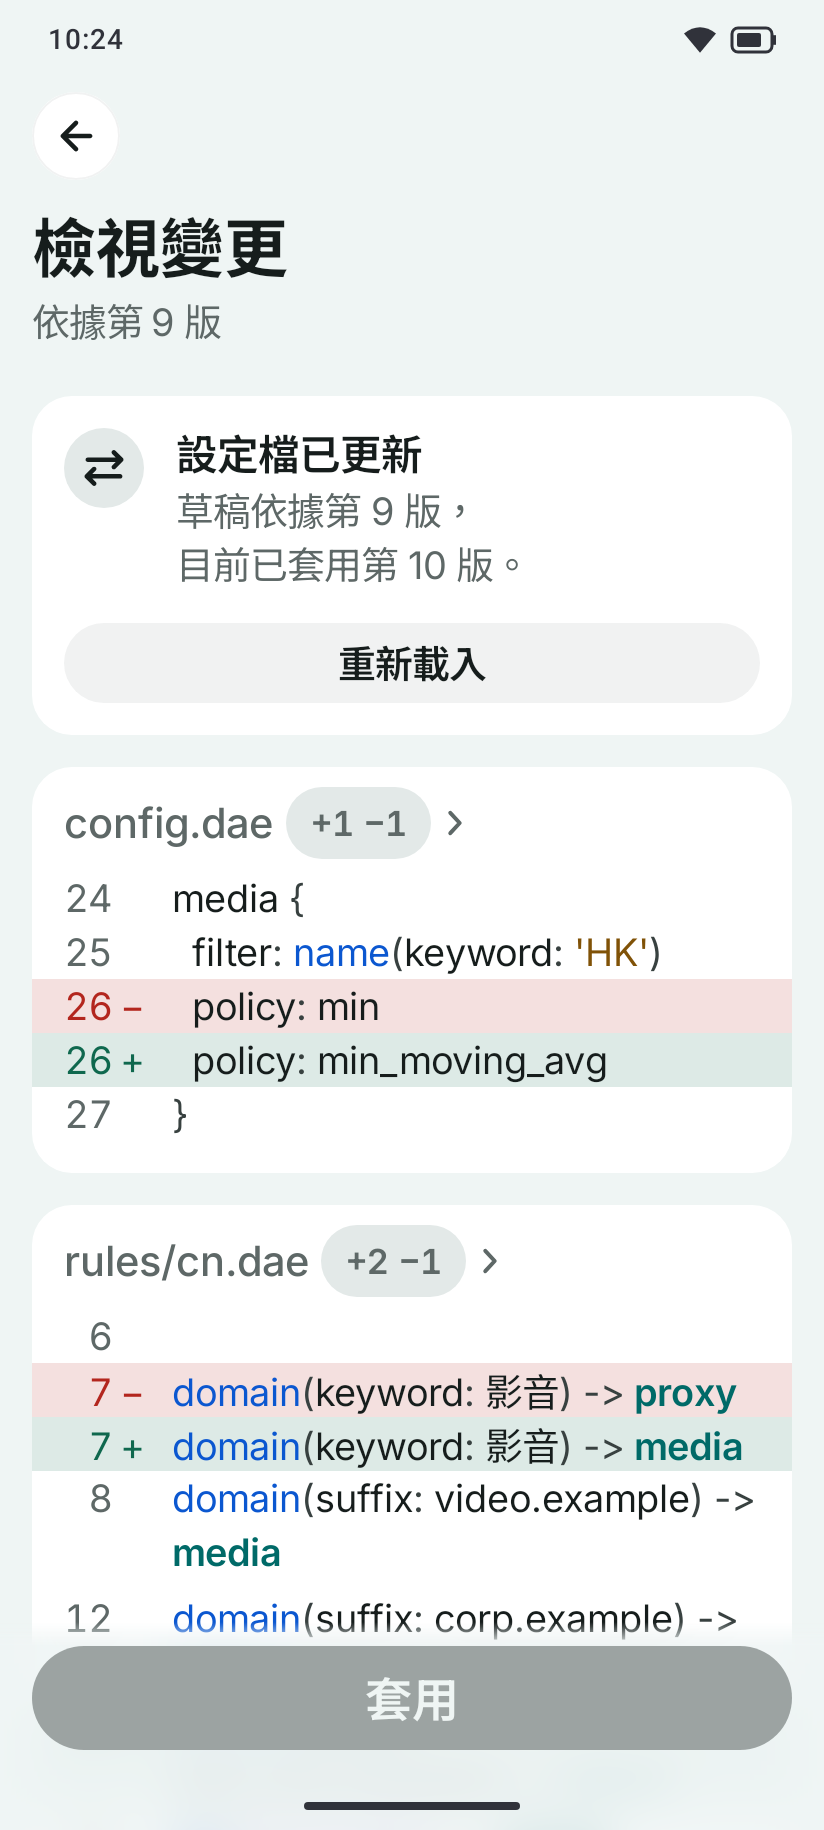 10:24
檢視變更
依據第 9 版
設定檔已更新
草稿依據第 9 版，
目前已套用第 10 版。
重新載入
config.dae +1 −1
24 media {
25 filter: name(keyword: 'HK')
26 − policy: min
26 + policy: min_moving_avg
27 }
rules/cn.dae +2 −1
6
7 − domain(keyword: 影音) -> proxy
7 + domain(keyword: 影音) -> media
8 domain(suffix: video.example) ->
media
12 domain(suffix: corp.example) ->
套用